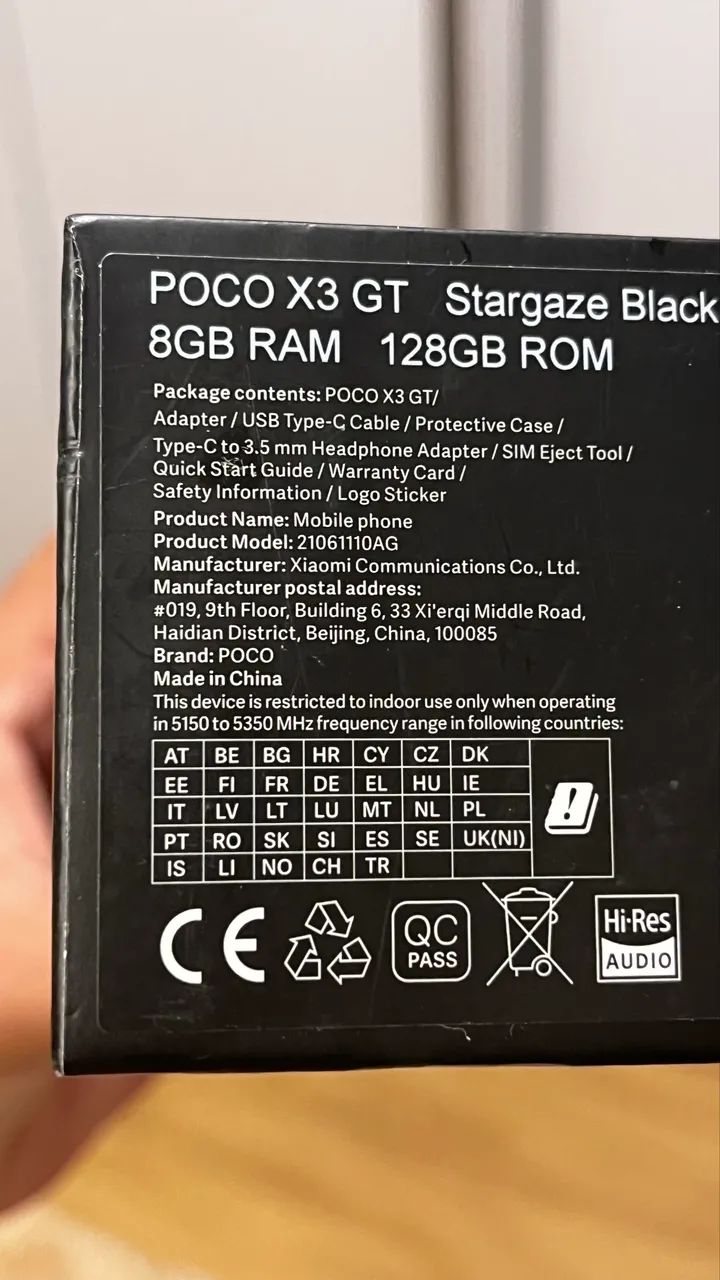 POCO X3 GT Stargaze Black
8GB RAM 128GB ROM
Package contents: POCO X3 GT/
Adapter / USB Type-C Cable / Protective Case /
Type-C to 3.5 mm Headphone Adapter / SIM Eject Tool /
Quick Start Guide / Warranty Card /
Safety Information / Logo Sticker
Product Name: Mobile phone
Product Model: 21061110AG
Manufacturer: Xiaomi Communications Co., Ltd.
Manufacturer postal address:
#019, 9th Floor, Building 6, 33 Xi'erqi Middle Road,
Haidian District, Beijing, China, 100085
Brand: POCO
Made in China
This device is restricted to indoor use only when operating
in 5150 to 5350 MHz frequency range in following countries:
AT BE BG HR CY CZ DK
EE FI FR DE EL HU IE
IT LV LT LU MT NL PL
PT RO SK SI ES SE UK(NI)
IS LI NO CH TR
CE
QC
PASS
Hi-Res
AUDIO